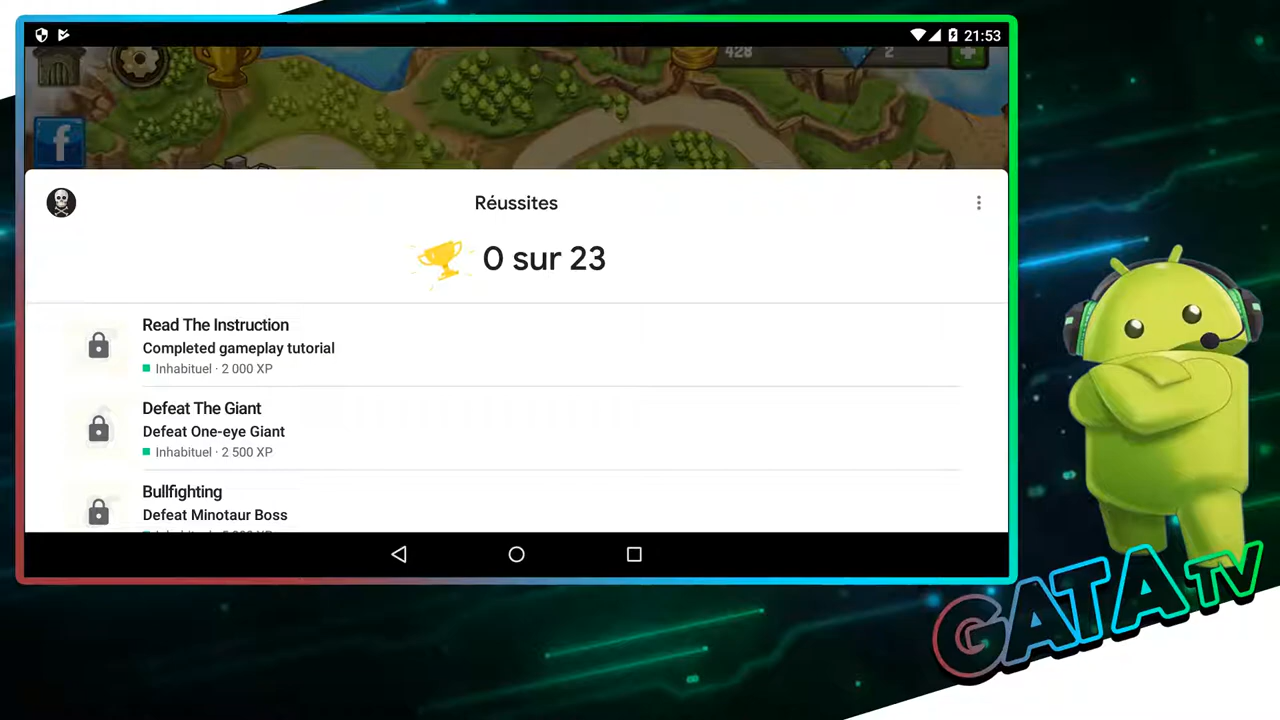 21:53
428
2
f
Réussites
0 sur 23
Read The Instruction
Completed gameplay tutorial
Inhabituel · 2 000 XP
Defeat The Giant
Defeat One-eye Giant
Inhabituel · 2 500 XP
Bullfighting
Defeat Minotaur Boss
GATA TV